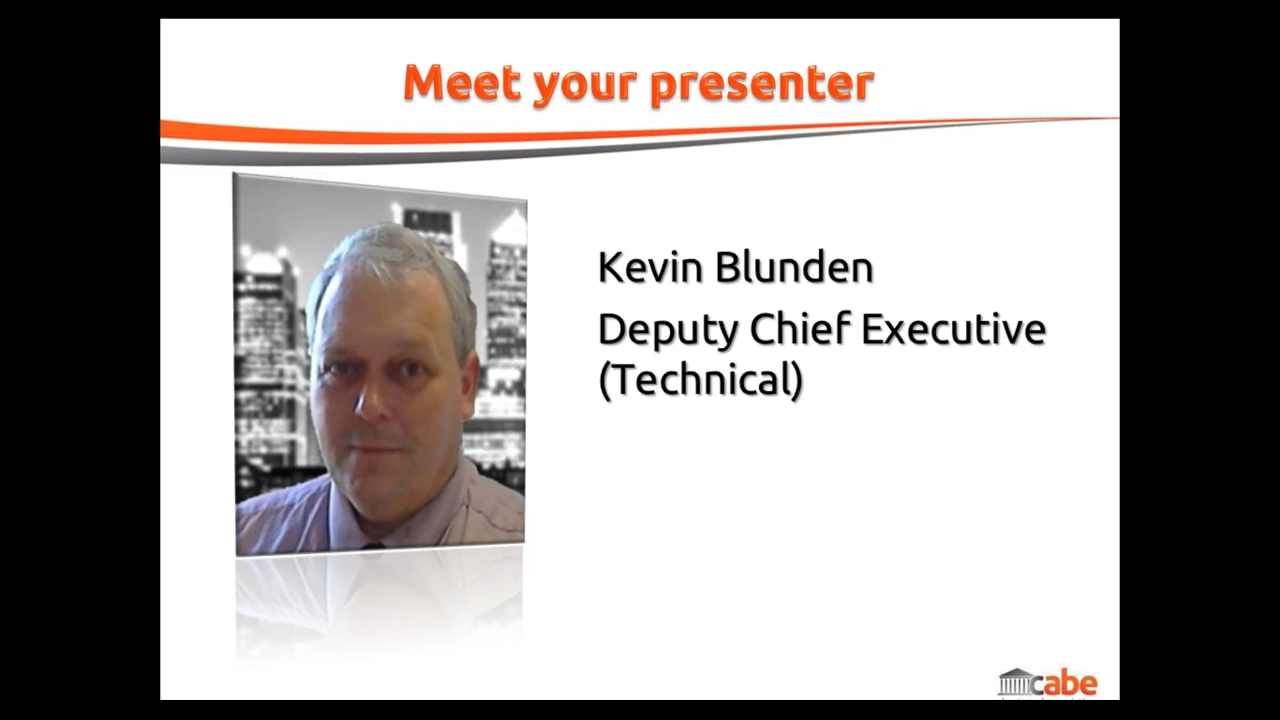 Meet your presenter
Kevin Blunden
Deputy Chief Executive
(Technical)
cabe